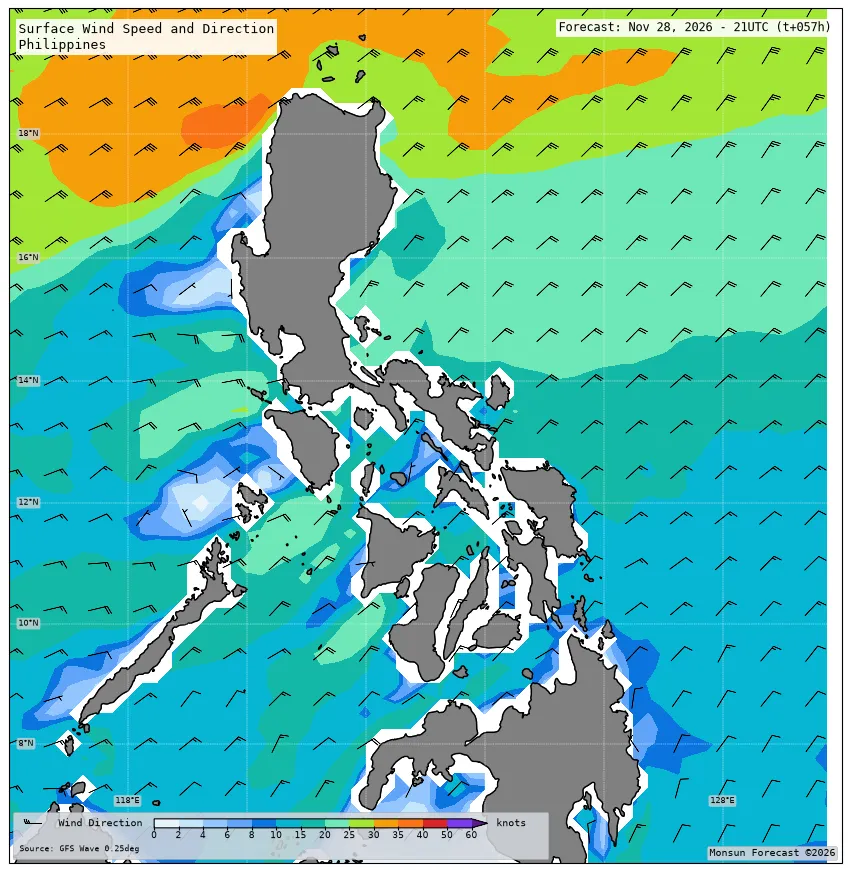 Surface Wind Speed and Direction
Philippines
Forecast: Nov 28, 2026 - 21UTC (t+057h)
18°N
16°N
14°N
12°N
10°N
8°N
118°E
128°E
Wind Direction
0 2 4 6 8 10 15 20 25 30 35 40 50 60
knots
Source: GFS Wave 0.25deg
Monsun Forecast ©2026